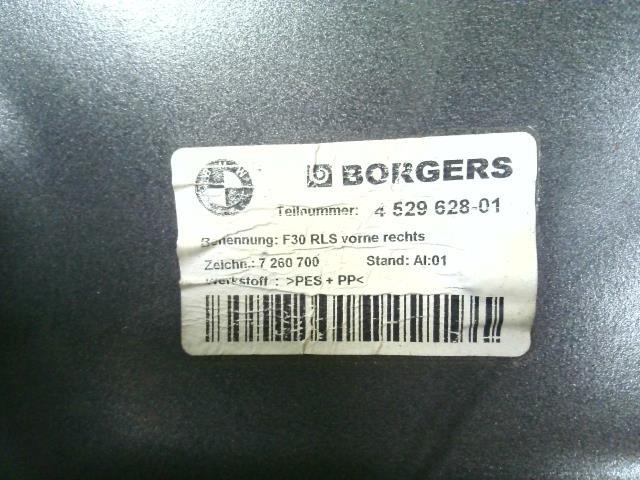 BORGERS
Teilnummer: 4 529 628-01
Benennung: F30 RLS vorne rechts
Zeichn.: 7 260 700 Stand: AI:01
Werkstoff : >PES + PP<